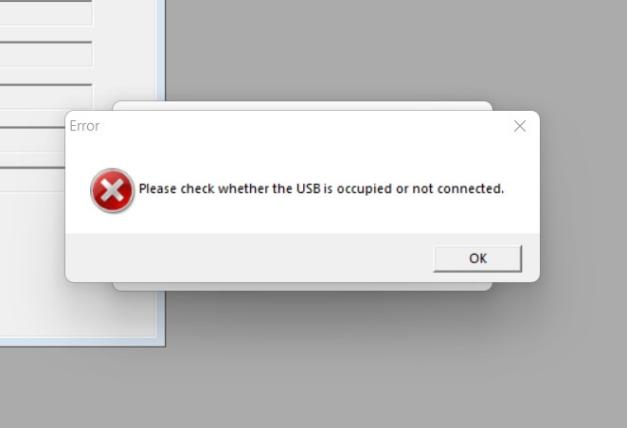 Error
Please check whether the USB is occupied or not connected.
OK